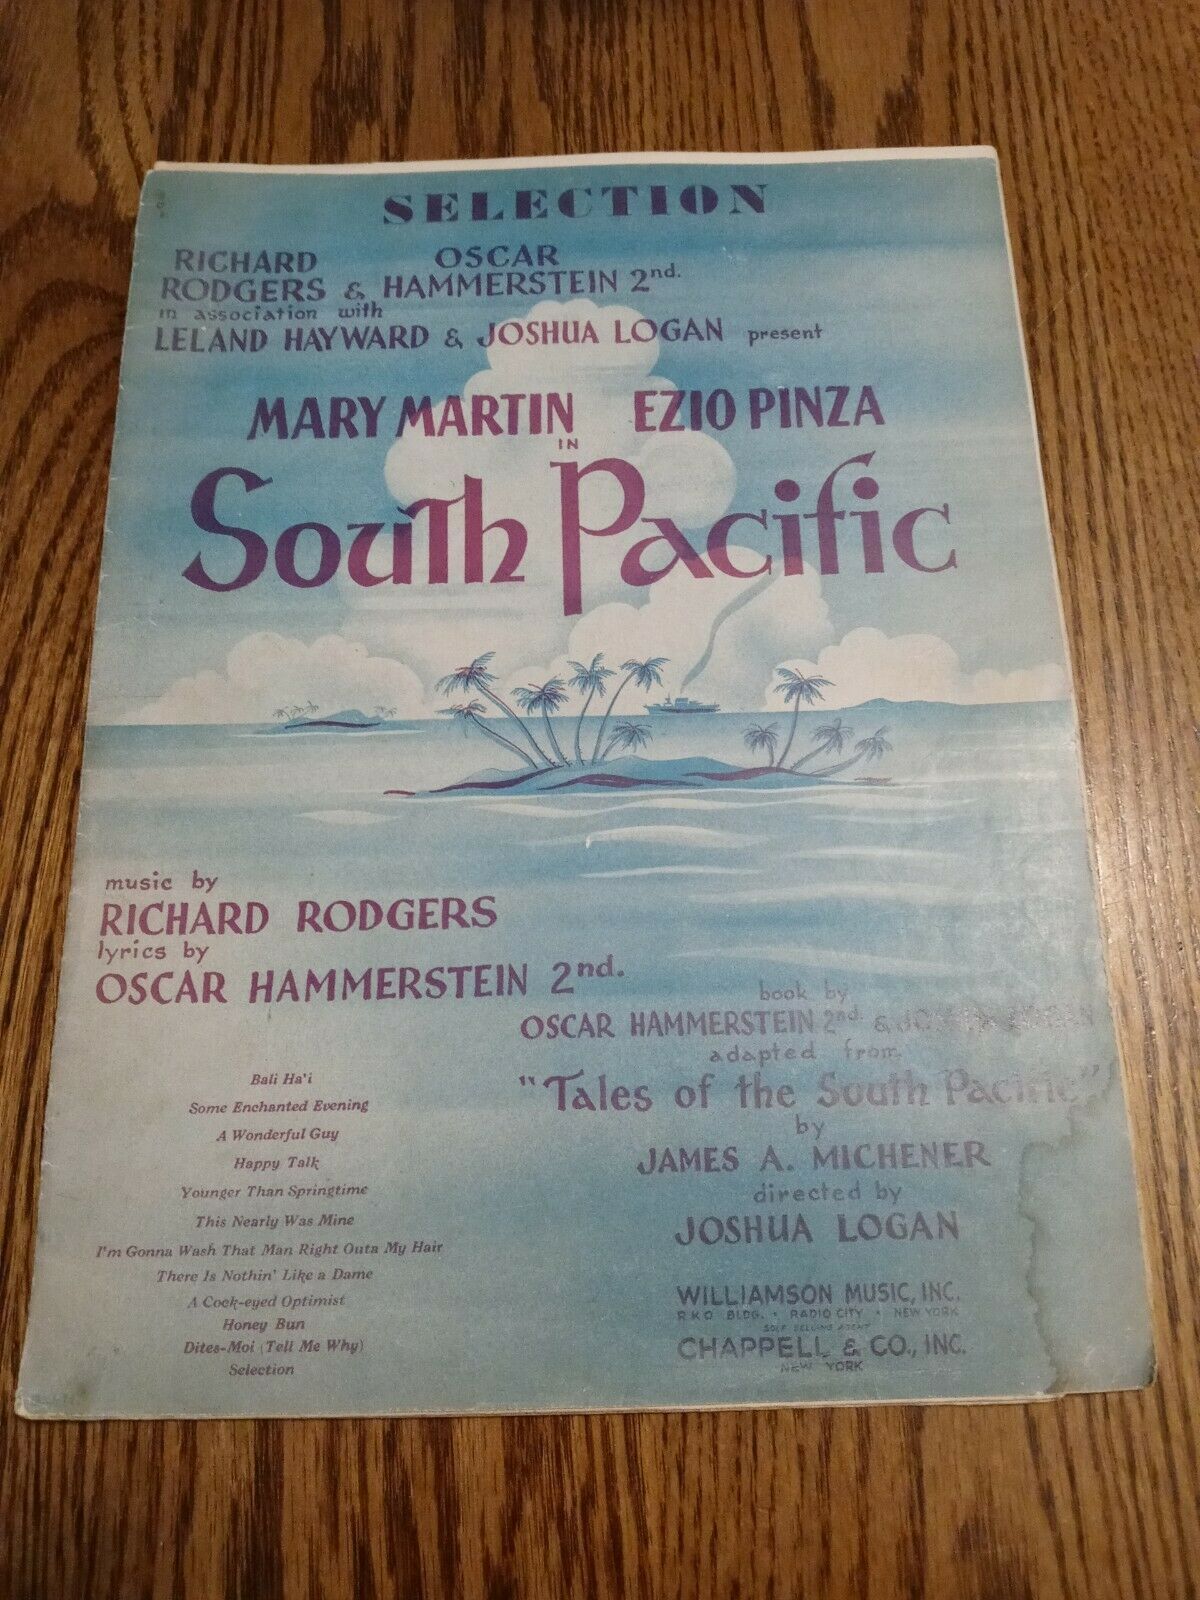 SELECTION
RICHARD OSCAR
RODGERS & HAMMERSTEIN 2nd.
in association with
LELAND HAYWARD & JOSHUA LOGAN present
MARY MARTIN EZIO PINZA
IN
South Pacific
music by
RICHARD RODGERS
lyrics by
OSCAR HAMMERSTEIN 2nd.
book by
OSCAR HAMMERSTEIN 2nd. & JOSHUA LOGAN
adapted from
"Tales of the South Pacific"
by
JAMES A. MICHENER
directed by
JOSHUA LOGAN
Bali Ha'i
Some Enchanted Evening
A Wonderful Guy
Happy Talk
Younger Than Springtime
This Nearly Was Mine
I'm Gonna Wash That Man Right Outa My Hair
There Is Nothin' Like a Dame
A Cock-eyed Optimist
Honey Bun
Dites-Moi (Tell Me Why)
Selection
WILLIAMSON MUSIC, INC.
RKO BLDG. • RADIO CITY • NEW YORK
SOLE SELLING AGENT
CHAPPELL & CO., INC.
NEW YORK